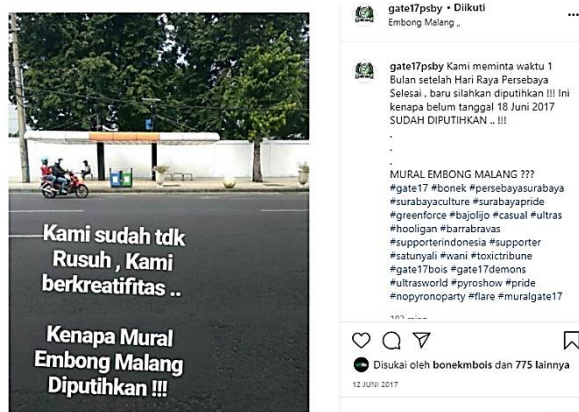 Kami sudah tdk
Rusuh , Kami
berkreatifitas ..
Kenapa Mural
Embong Malang
Diputihkan !!!
gate17psby • Diikuti
Embong Malang ,,
gate17psby Kami meminta waktu 1
Bulan setelah Hari Raya Persebaya
Selesai , baru silahkan diputihkan !!! Ini
kenapa belum tanggal 18 Juni 2017
SUDAH DIPUTIHKAN .. !!!
.
.
.
MURAL EMBONG MALANG ???
#gate17 #bonek #persebayasurabaya
#surabayaculture #surabayapride
#greenforce #bajolijo #casual #ultras
#hooligan #barrabravas
#supporterindonesia #supporter
#satunyali #wani #toxictribune
#gate17bois #gate17demons
#ultrasworld #pyroshow #pride
#nopyronoparty #flare #muralgate17
Disukai oleh bonekmbois dan 775 lainnya
12 JUNI 2017